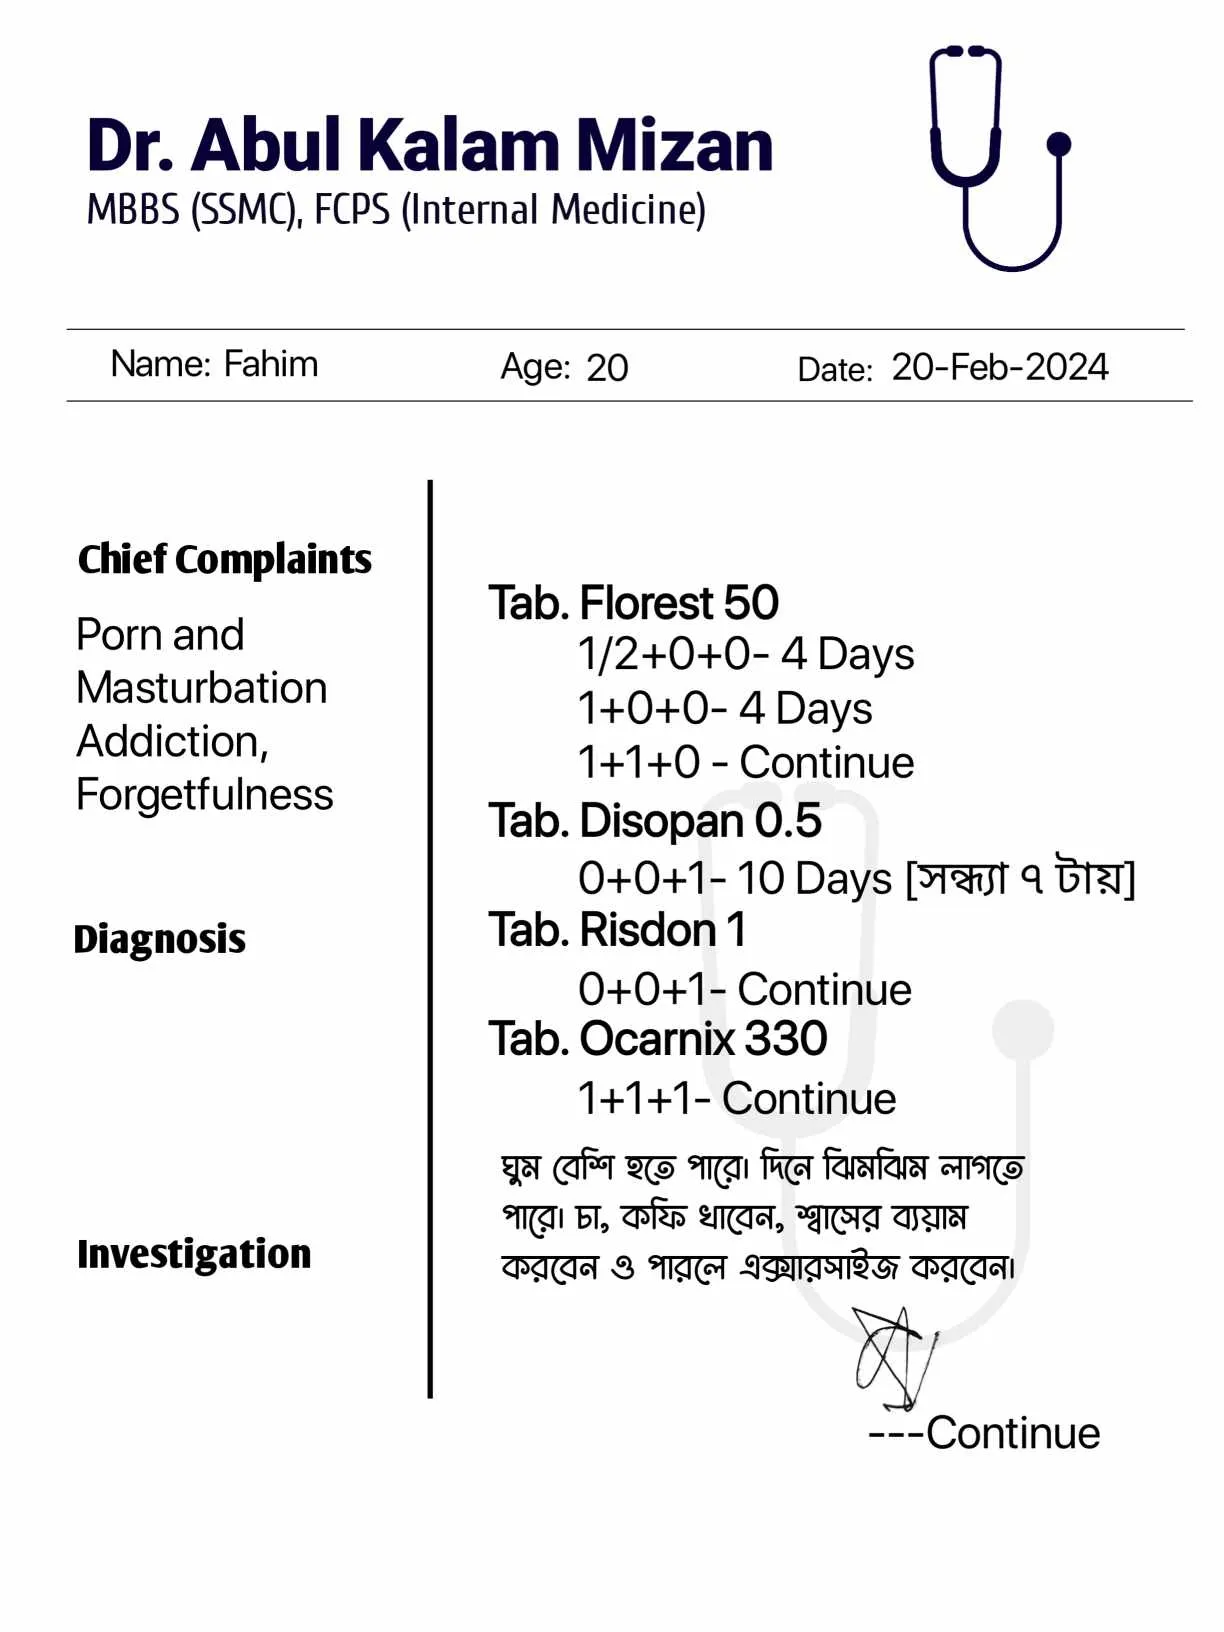 Dr. Abul Kalam Mizan
MBBS (SSMC), FCPS (Internal Medicine)
Name: Fahim Age: 20 Date: 20-Feb-2024
Chief Complaints
Porn and
Masturbation
Addiction,
Forgetfulness
Diagnosis
Investigation
Tab. Florest 50
1/2+0+0- 4 Days
1+0+0- 4 Days
1+1+0 - Continue
Tab. Disopan 0.5
0+0+1- 10 Days [সন্ধ্যা ৭ টায়]
Tab. Risdon 1
0+0+1- Continue
Tab. Ocarnix 330
1+1+1- Continue
ঘুম বেশি হতে পারে। দিনে ঝিমঝিম লাগতে
পারে। চা, কফি খাবেন, শ্বাসের ব্যয়াম
করবেন ও পারলে এক্সারসাইজ করবেন।
---Continue